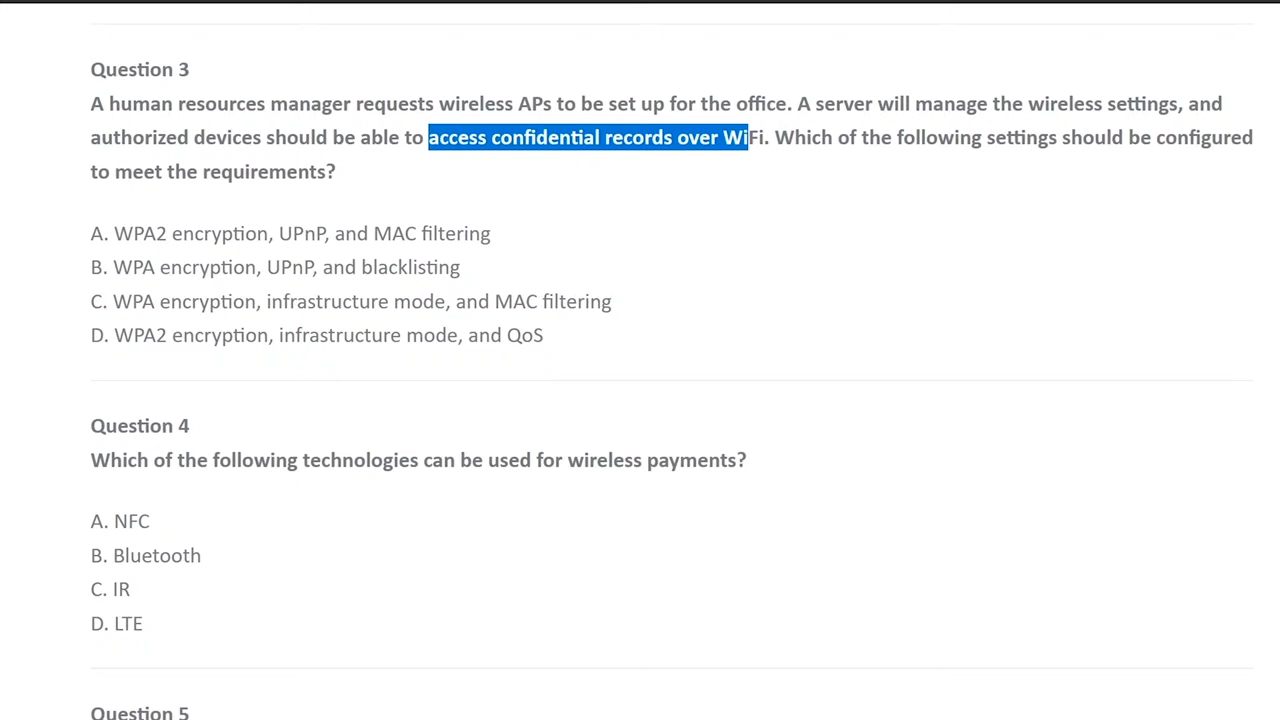 Question 3
A human resources manager requests wireless APs to be set up for the office. A server will manage the wireless settings, and
authorized devices should be able to access confidential records over WiFi. Which of the following settings should be configured
to meet the requirements?
A. WPA2 encryption, UPnP, and MAC filtering
B. WPA encryption, UPnP, and blacklisting
C. WPA encryption, infrastructure mode, and MAC filtering
D. WPA2 encryption, infrastructure mode, and QoS
Question 4
Which of the following technologies can be used for wireless payments?
A. NFC
B. Bluetooth
C. IR
D. LTE
Question 5